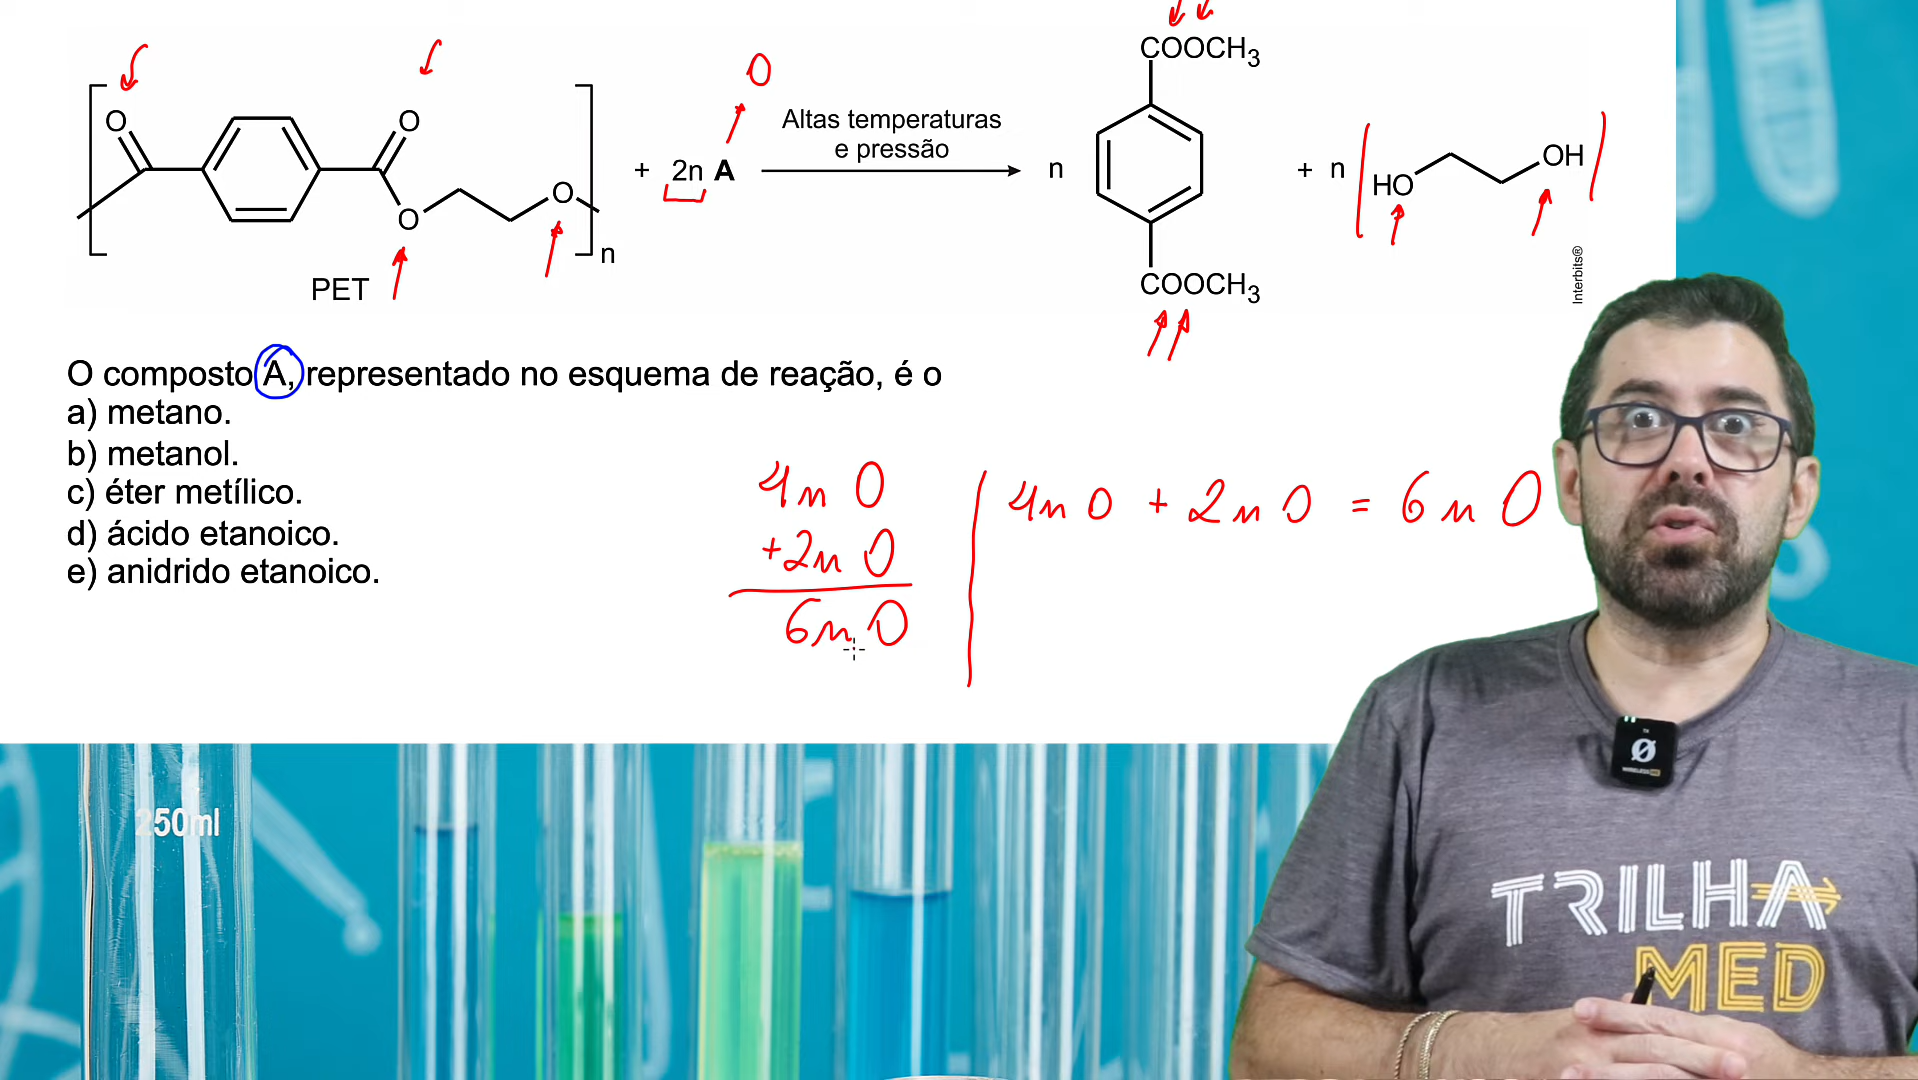 O
O
O
O
PET
n
+ 2n A
O
Altas temperaturas
e pressão
n
COOCH3
COOCH3
+ n
HO
OH
Interbits®
O composto A, representado no esquema de reação, é o
a) metano.
b) metanol.
c) éter metílico.
d) ácido etanoico.
e) anidrido etanoico.
4n O
+2n O
6n O
4n O + 2n O = 6n O
250ml
TRILHA
MED